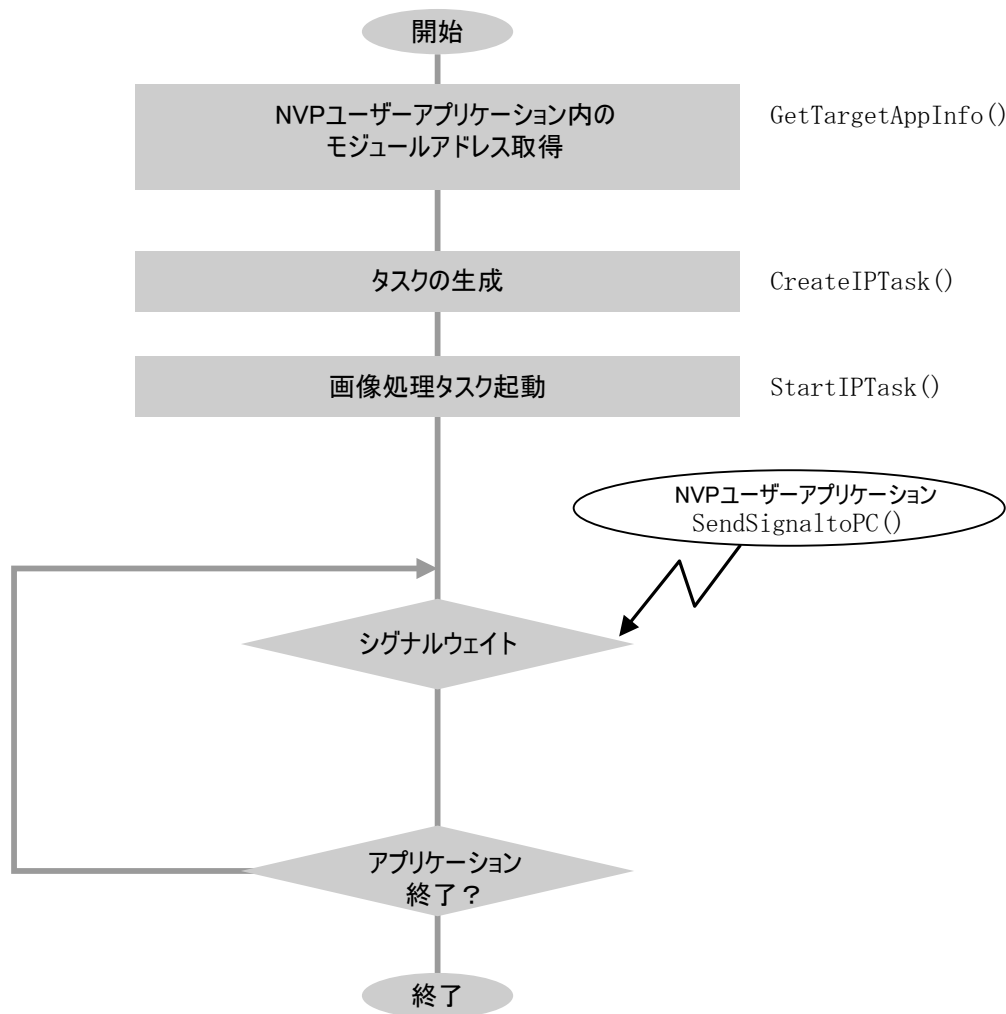 開始
NVPユーザーアプリケーション内の
モジュールアドレス取得
GetTargetAppInfo()
タスクの生成
CreateIPTask()
画像処理タスク起動
StartIPTask()
NVPユーザーアプリケーション
SendSignaltoPC()
シグナルウェイト
アプリケーション
終了？
終了